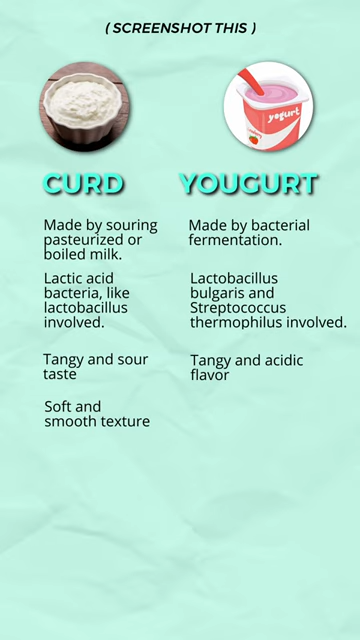 ( SCREENSHOT THIS )
yogurt
CURD
YOUGURT
Made by souring
pasteurized or
boiled milk.
Made by bacterial
fermentation.
Lactic acid
bacteria, like
lactobacillus
involved.
Lactobacillus
bulgaris and
Streptococcus
thermophilus involved.
Tangy and sour
taste
Tangy and acidic
flavor
Soft and
smooth texture